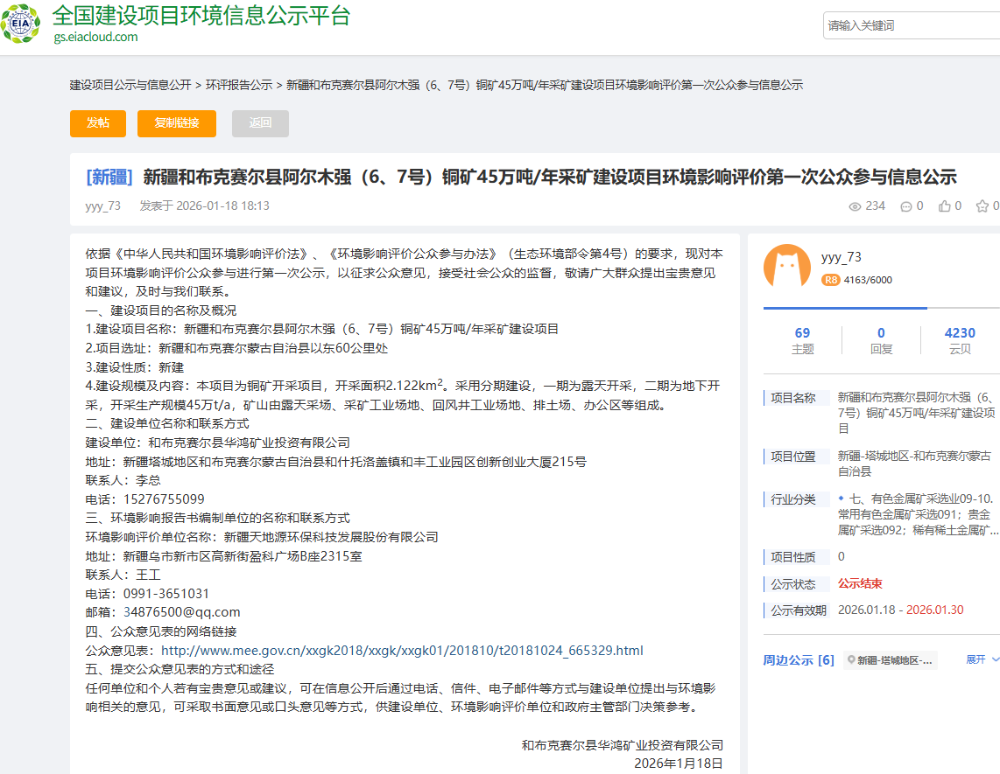 全国建设项目环境信息公示平台
gs.eiacloud.com
EIA
请输入关键词
建设项目公示与信息公开 > 环评报告公示 > 新疆和布克赛尔县阿尔木强（6、7号）铜矿45万吨/年采矿建设项目环境影响评价第一次公众参与信息公示
发帖
复制链接
返回
[新疆] 新疆和布克赛尔县阿尔木强（6、7号）铜矿45万吨/年采矿建设项目环境影响评价第一次公众参与信息公示
yyy_73 发表于 2026-01-18 18:13
234 0 0 0
依据《中华人民共和国环境影响评价法》、《环境影响评价公众参与办法》（生态环境部令第4号）的要求，现对本
项目环境影响评价公众参与进行第一次公示，以征求公众意见，接受社会公众的监督，敬请广大群众提出宝贵意见
和建议，及时与我们联系。
一、建设项目的名称及概况
1.建设项目名称：新疆和布克赛尔县阿尔木强（6、7号）铜矿45万吨/年采矿建设项目
2.项目选址：新疆和布克赛尔蒙古自治县以东60公里处
3.建设性质：新建
4.建设规模及内容：本项目为铜矿开采项目，开采面积2.122km²。采用分期建设，一期为露天开采，二期为地下开
采，开采生产规模45万t/a，矿山由露天采场、采矿工业场地、回风井工业场地、排土场、办公区等组成。
二、建设单位名称和联系方式
建设单位：和布克赛尔县华鸿矿业投资有限公司
地址：新疆塔城地区和布克赛尔蒙古自治县和什托洛盖镇和丰工业园区创新创业大厦215号
联系人：李总
电话：15276755099
三、环境影响报告书编制单位的名称和联系方式
环境影响评价单位名称：新疆天地源环保科技发展股份有限公司
地址：新疆乌市新市区高新街盈科广场B座2315室
联系人：王工
电话：0991-3651031
邮箱：34876500@qq.com
四、公众意见表的网络链接
公众意见表：http://www.mee.gov.cn/xxgk2018/xxgk/xxgk01/201810/t20181024_665329.html
五、提交公众意见表的方式和途径
任何单位和个人若有宝贵意见或建议，可在信息公开后通过电话、信件、电子邮件等方式与建设单位提出与环境影
响相关的意见，可采取书面意见或口头意见等方式，供建设单位、环境影响评价单位和政府主管部门决策参考。
和布克赛尔县华鸿矿业投资有限公司
2026年1月18日
yyy_73
R8 4163/6000
69 0 4230
主题 回复 云贝
项目名称 新疆和布克赛尔县阿尔木强（6、
7号）铜矿45万吨/年采矿建设项
目
项目位置 新疆-塔城地区-和布克赛尔蒙古
自治县
行业分类 七、有色金属矿采选业09-10.
常用有色金属矿采选091；贵金
属矿采选092；稀有稀土金属矿...
项目性质 0
公示状态 公示结束
公示有效期 2026.01.18 - 2026.01.30
周边公示 [6] 新疆-塔城地区-... 展开